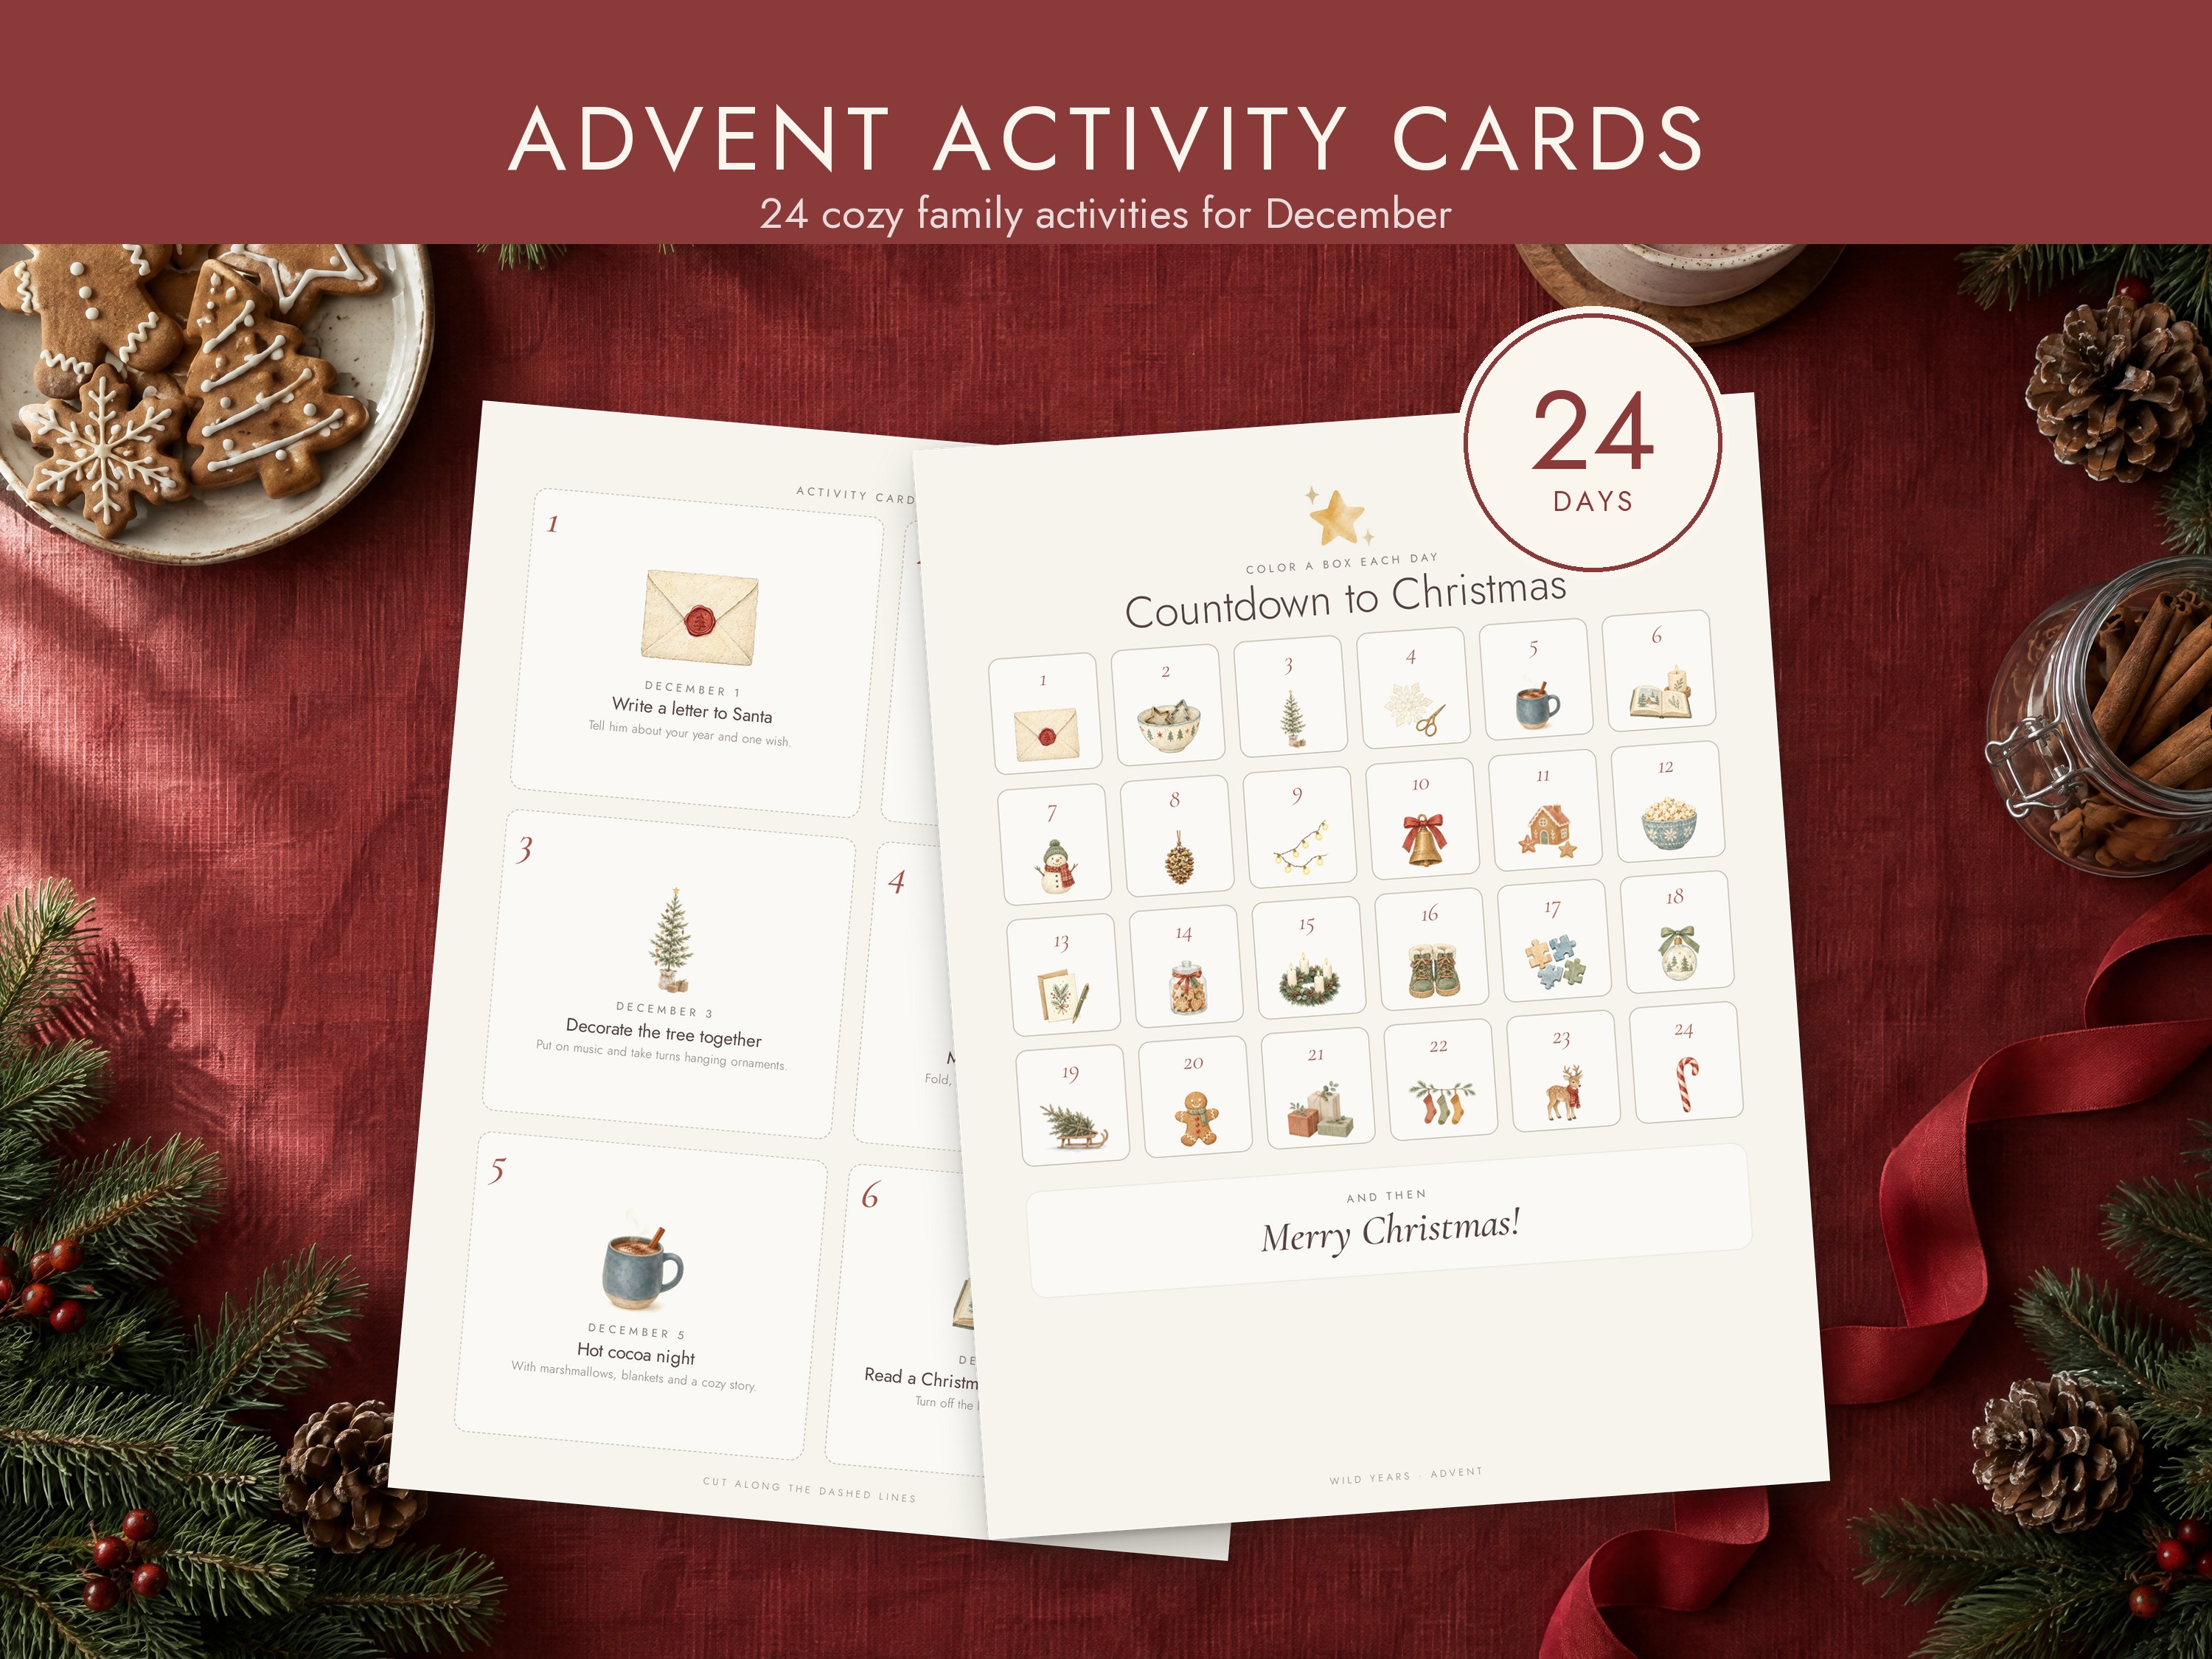 ADVENT ACTIVITY CARDS
24 cozy family activities for December
24
DAYS
ACTIVITY CARD
1
DECEMBER 1
Write a letter to Santa
Tell him about your year and one wish.
3
DECEMBER 3
Decorate the tree together
Put on music and take turns hanging ornaments.
4
Fold,
5
DECEMBER 5
Hot cocoa night
With marshmallows, blankets and a cozy story.
6
DE
Read a Christm
Turn off the
CUT ALONG THE DASHED LINES
COLOR A BOX EACH DAY
Countdown to Christmas
1 2 3 4 5 6
7 8 9 10 11 12
13 14 15 16 17 18
19 20 21 22 23 24
AND THEN
Merry Christmas!
WILD YEARS · ADVENT